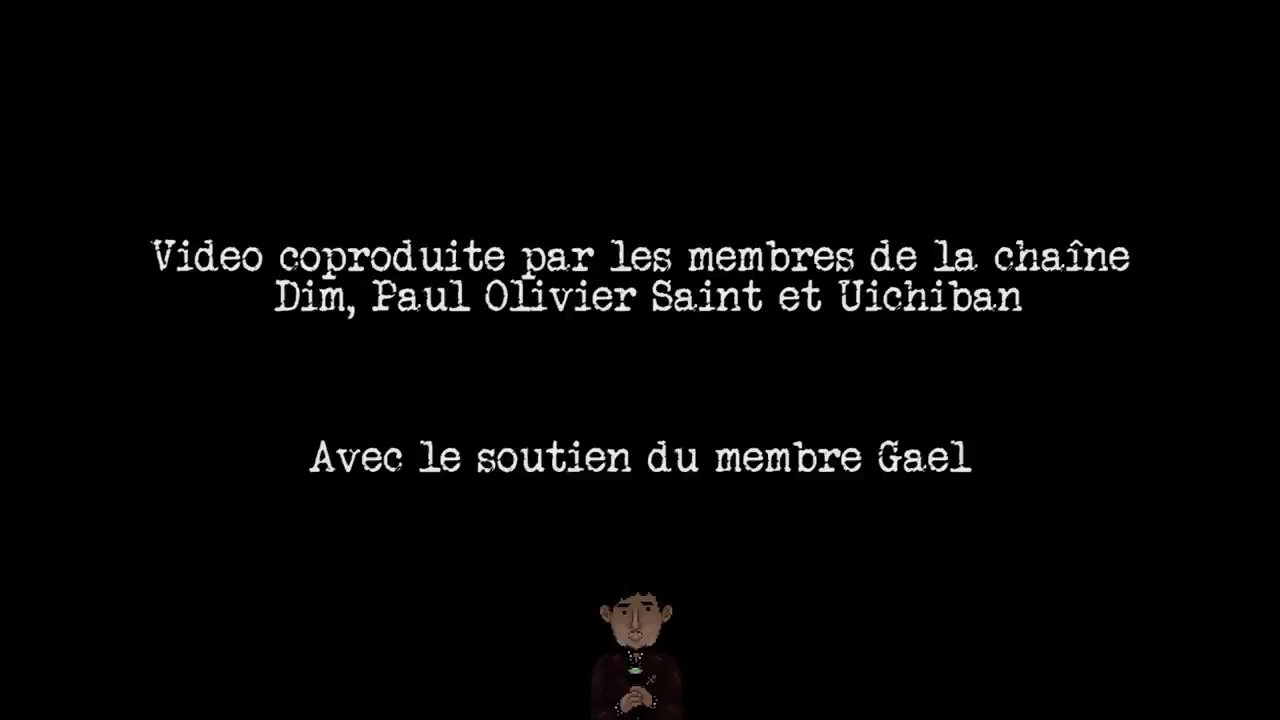 Video coproduite par les membres de la chaîne
Dim, Paul Olivier Saint et Uichiban
Avec le soutien du membre Gael